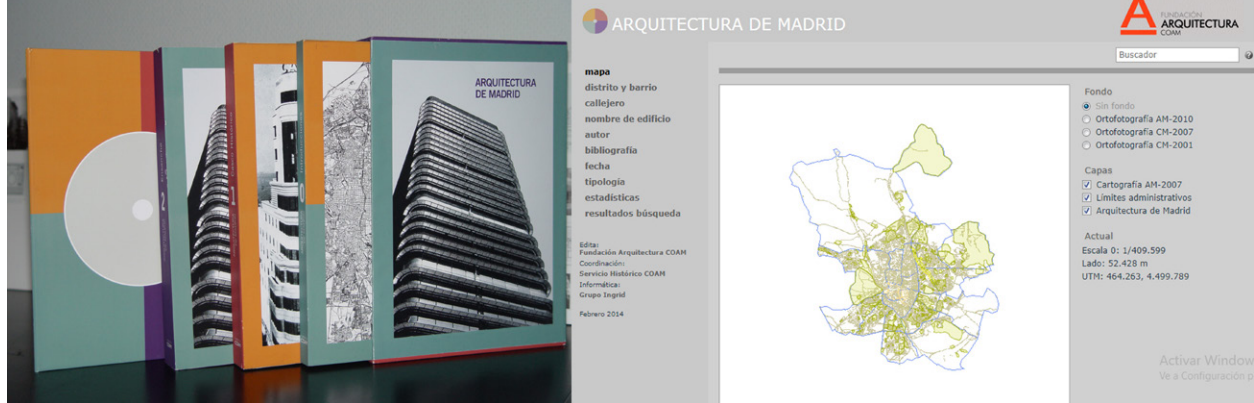 ARQUITECTURA
DE MADRID
ARQUITECTURA DE MADRID
FUNDACIÓN
ARQUITECTURA
COAM
Buscador
mapa
distrito y barrio
callejero
nombre de edificio
autor
bibliografía
fecha
tipología
estadísticas
resultados búsqueda
Edita:
Fundación Arquitectura COAM
Coordinación:
Servicio Histórico COAM
Informática:
Grupo Ingrid
Febrero 2014
Fondo
Sin fondo
Ortofotografía AM-2010
Ortofotografía CM-2007
Ortofotografía CM-2001
Capas
Cartografía AM-2007
Límites administrativos
Arquitectura de Madrid
Actual
Escala 0: 1/409.599
Lado: 52.428 m
UTM: 464.263, 4.499.789
Activar Window
Ve a Configuración p